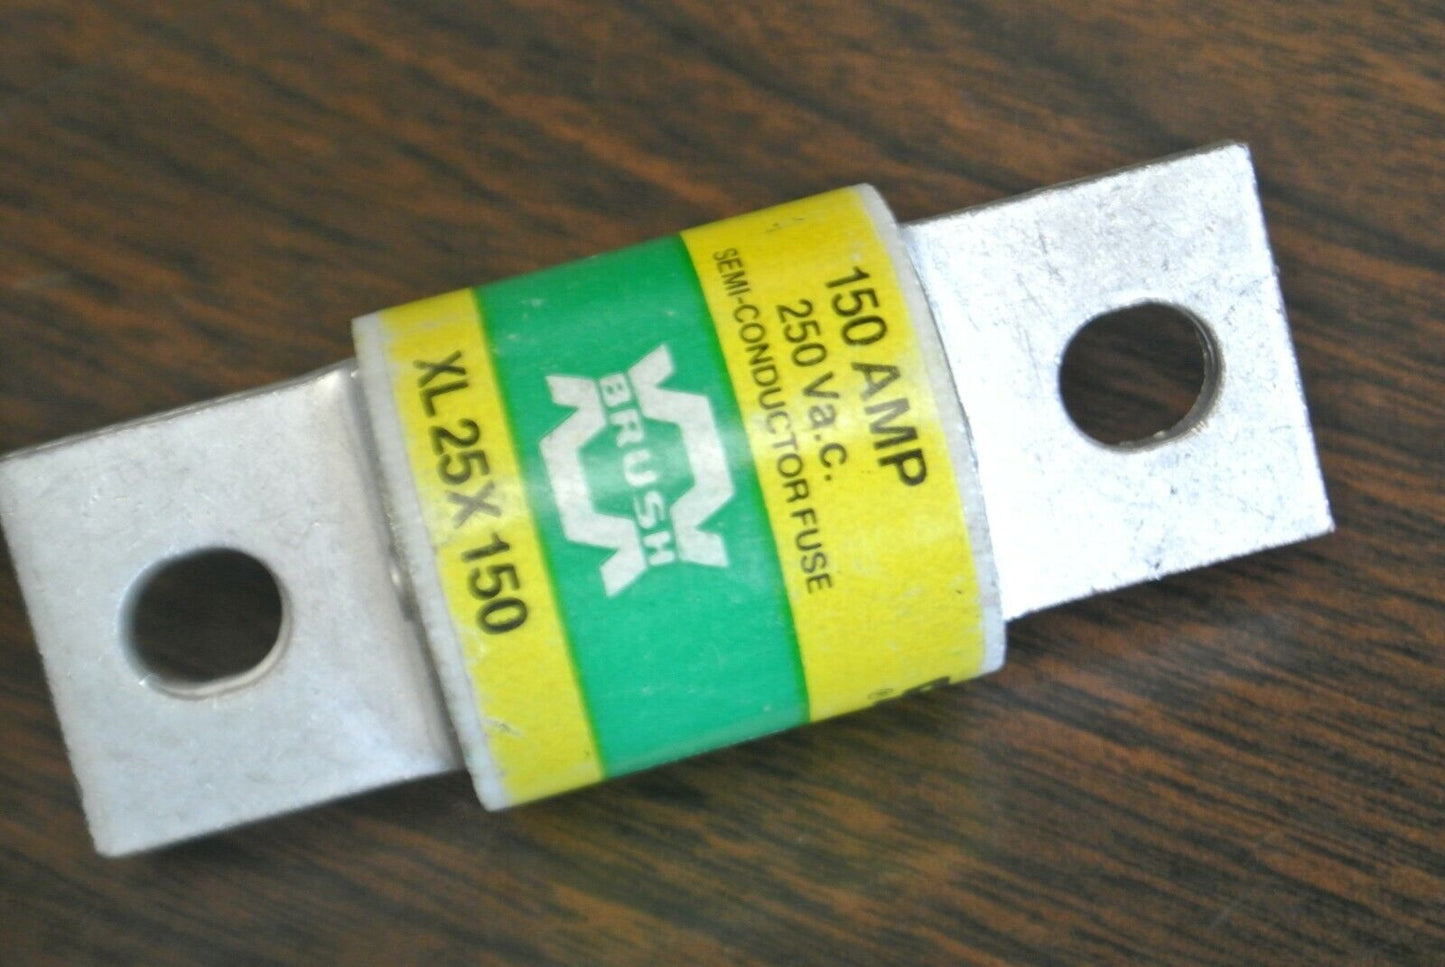 150 AMP
250 Va.c.
SEMI-CONDUCTOR FUSE
BRUSH
XL 25X 150
®